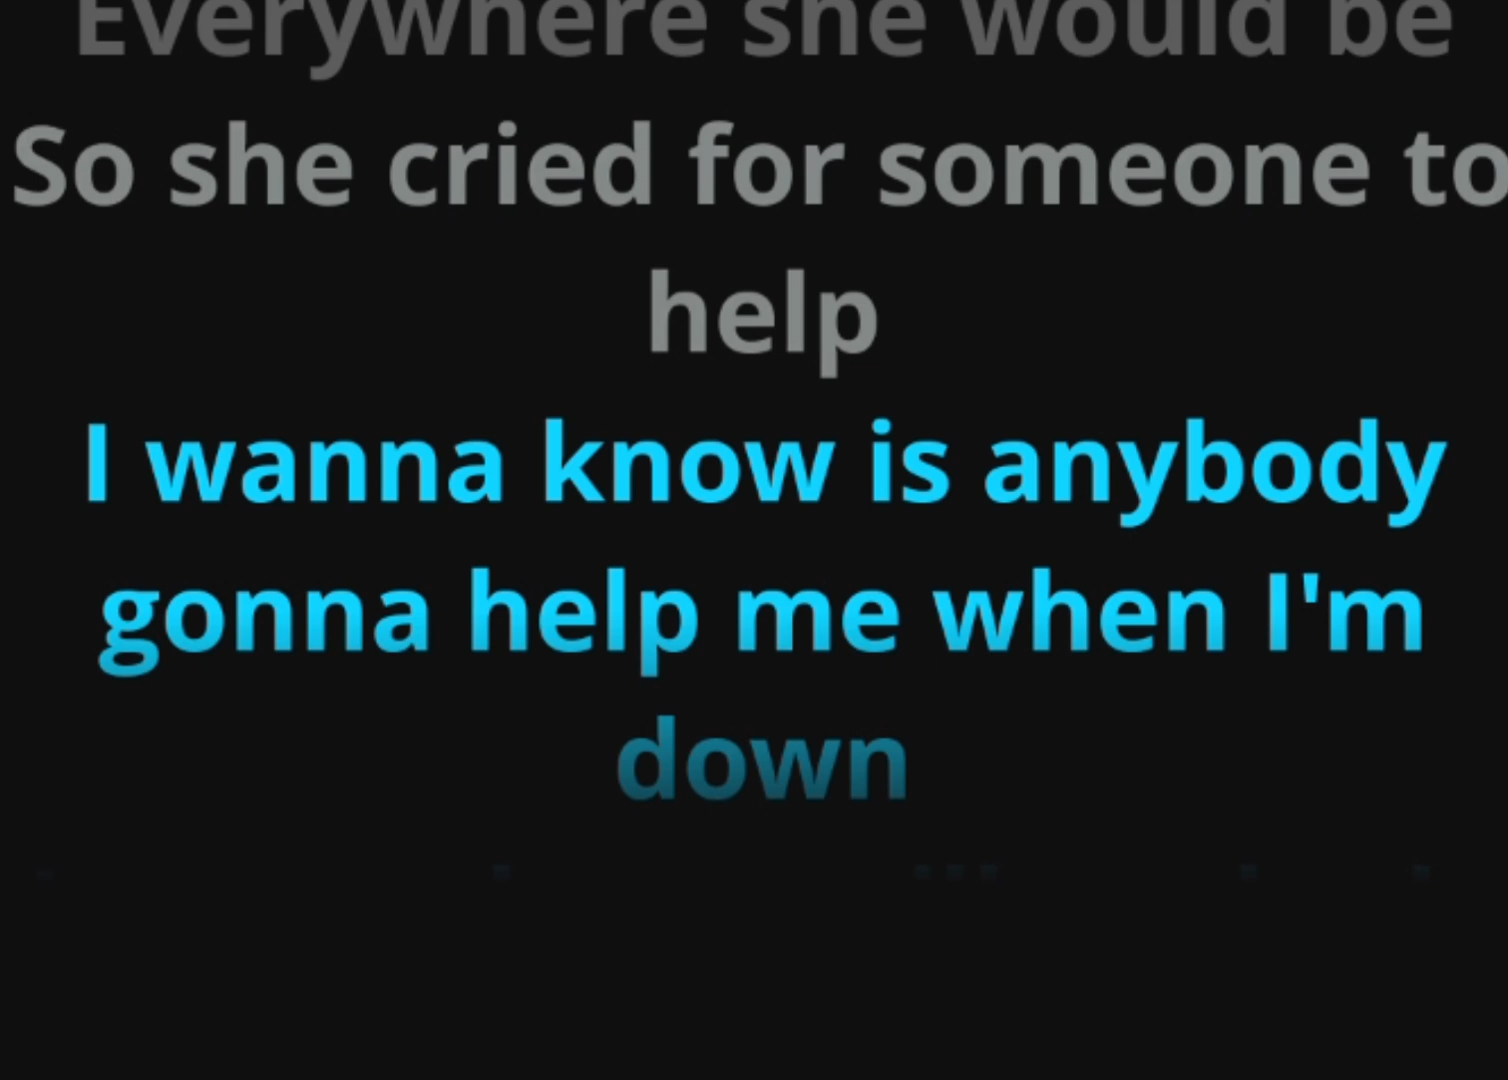 Everywhere she would be
So she cried for someone to
help
I wanna know is anybody
gonna help me when I'm
down